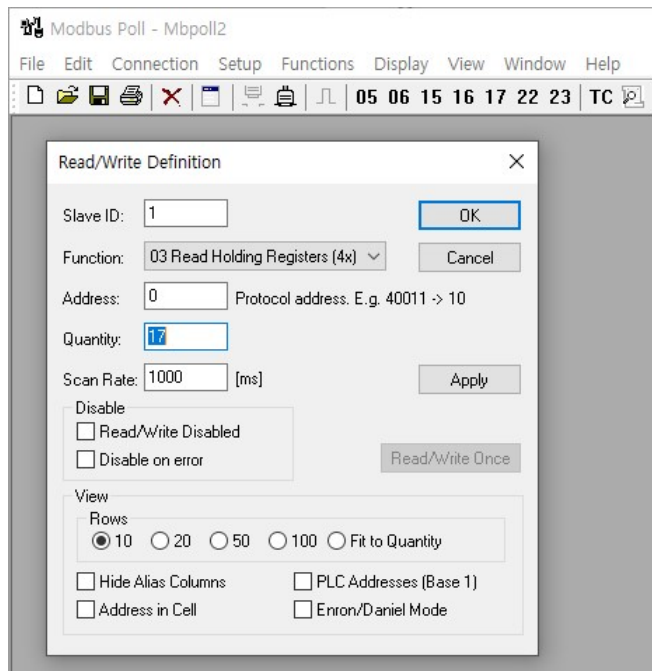 Modbus Poll - Mbpoll2
File Edit Connection Setup Functions Display View Window Help
05 06 15 16 17 22 23 TC
Read/Write Definition
Slave ID: 1 OK
Function: 03 Read Holding Registers (4x) Cancel
Address: 0 Protocol address. E.g. 40011 -> 10
Quantity: 17
Scan Rate: 1000 [ms] Apply
Disable
Read/Write Disabled
Disable on error Read/Write Once
View
Rows
10 20 50 100 Fit to Quantity
Hide Alias Columns PLC Addresses (Base 1)
Address in Cell Enron/Daniel Mode